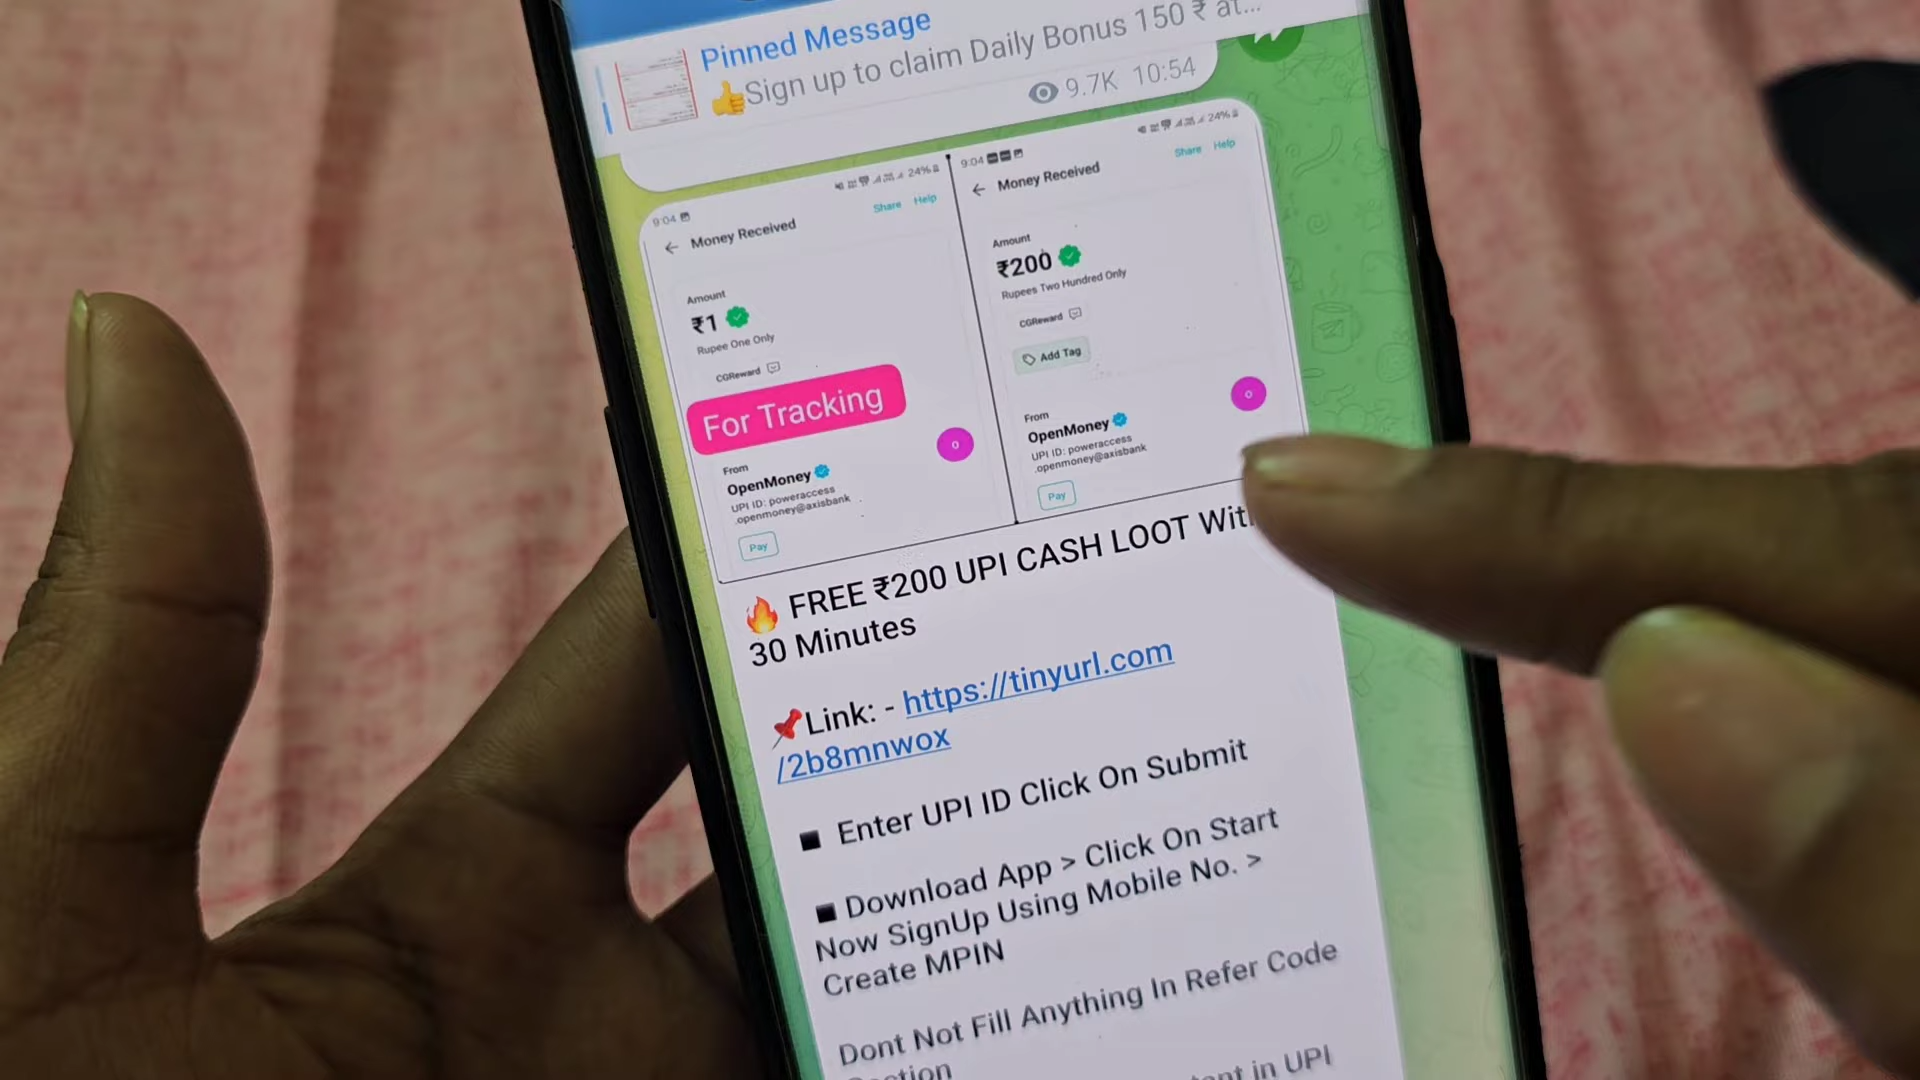 Pinned Message
👍Sign up to claim Daily Bonus 150 ₹ at...
9.7K 10:54
9:04
24%
Money Received
Share Help
Amount
₹1
Rupee One Only
CGReward
For Tracking
From
OpenMoney
UPI ID: poweraccess
.openmoney@axisbank
Pay
9:04
24%
Money Received
Share Help
Amount
₹200
Rupees Two Hundred Only
CGReward
Add Tag
From
OpenMoney
UPI ID: poweraccess
.openmoney@axisbank
Pay
🔥 FREE ₹200 UPI CASH LOOT
30 Minutes
📌Link: - https://tinyurl.com
/2b8mnwox
◾ Enter UPI ID Click On Submit
◾ Download App > Click On Start
Now SignUp Using Mobile No. >
Create MPIN
Dont Not Fill Anything In Refer Code
in UPI